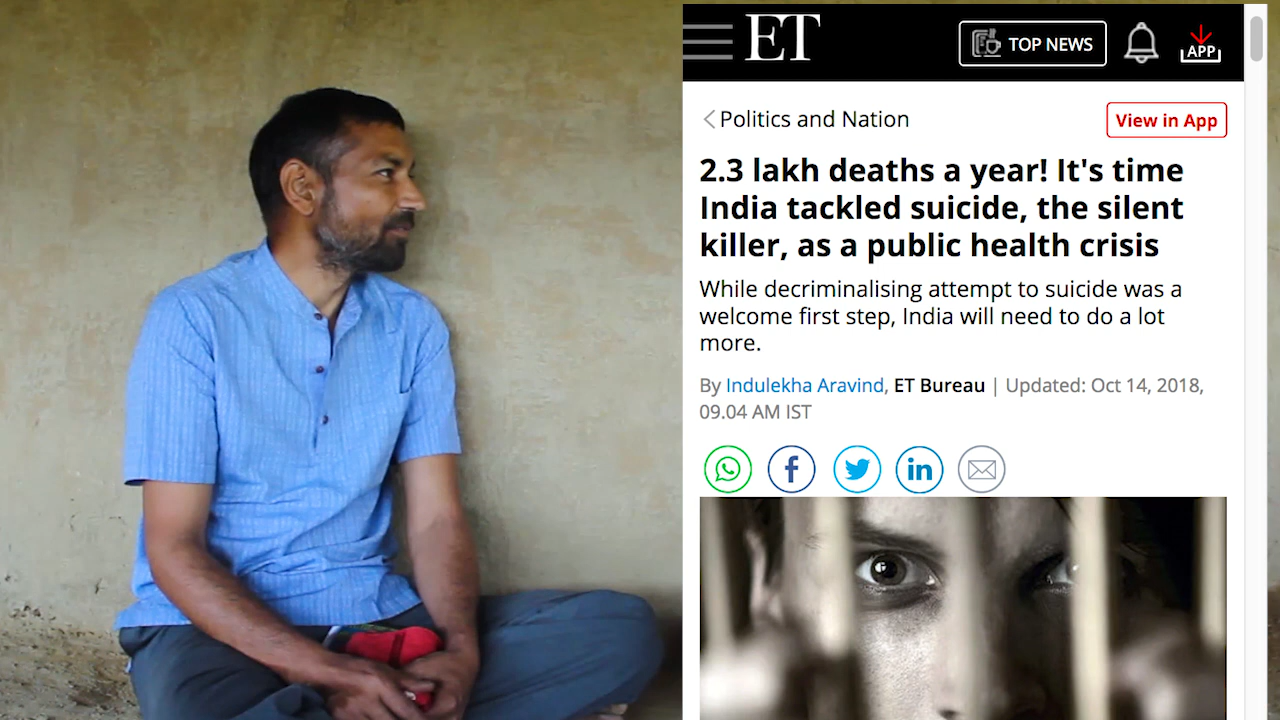 ET
TOP NEWS
APP
Politics and Nation
View in App
2.3 lakh deaths a year! It's time
India tackled suicide, the silent
killer, as a public health crisis
While decriminalising attempt to suicide was a
welcome first step, India will need to do a lot
more.
By Indulekha Aravind, ET Bureau | Updated: Oct 14, 2018,
09.04 AM IST
f
in